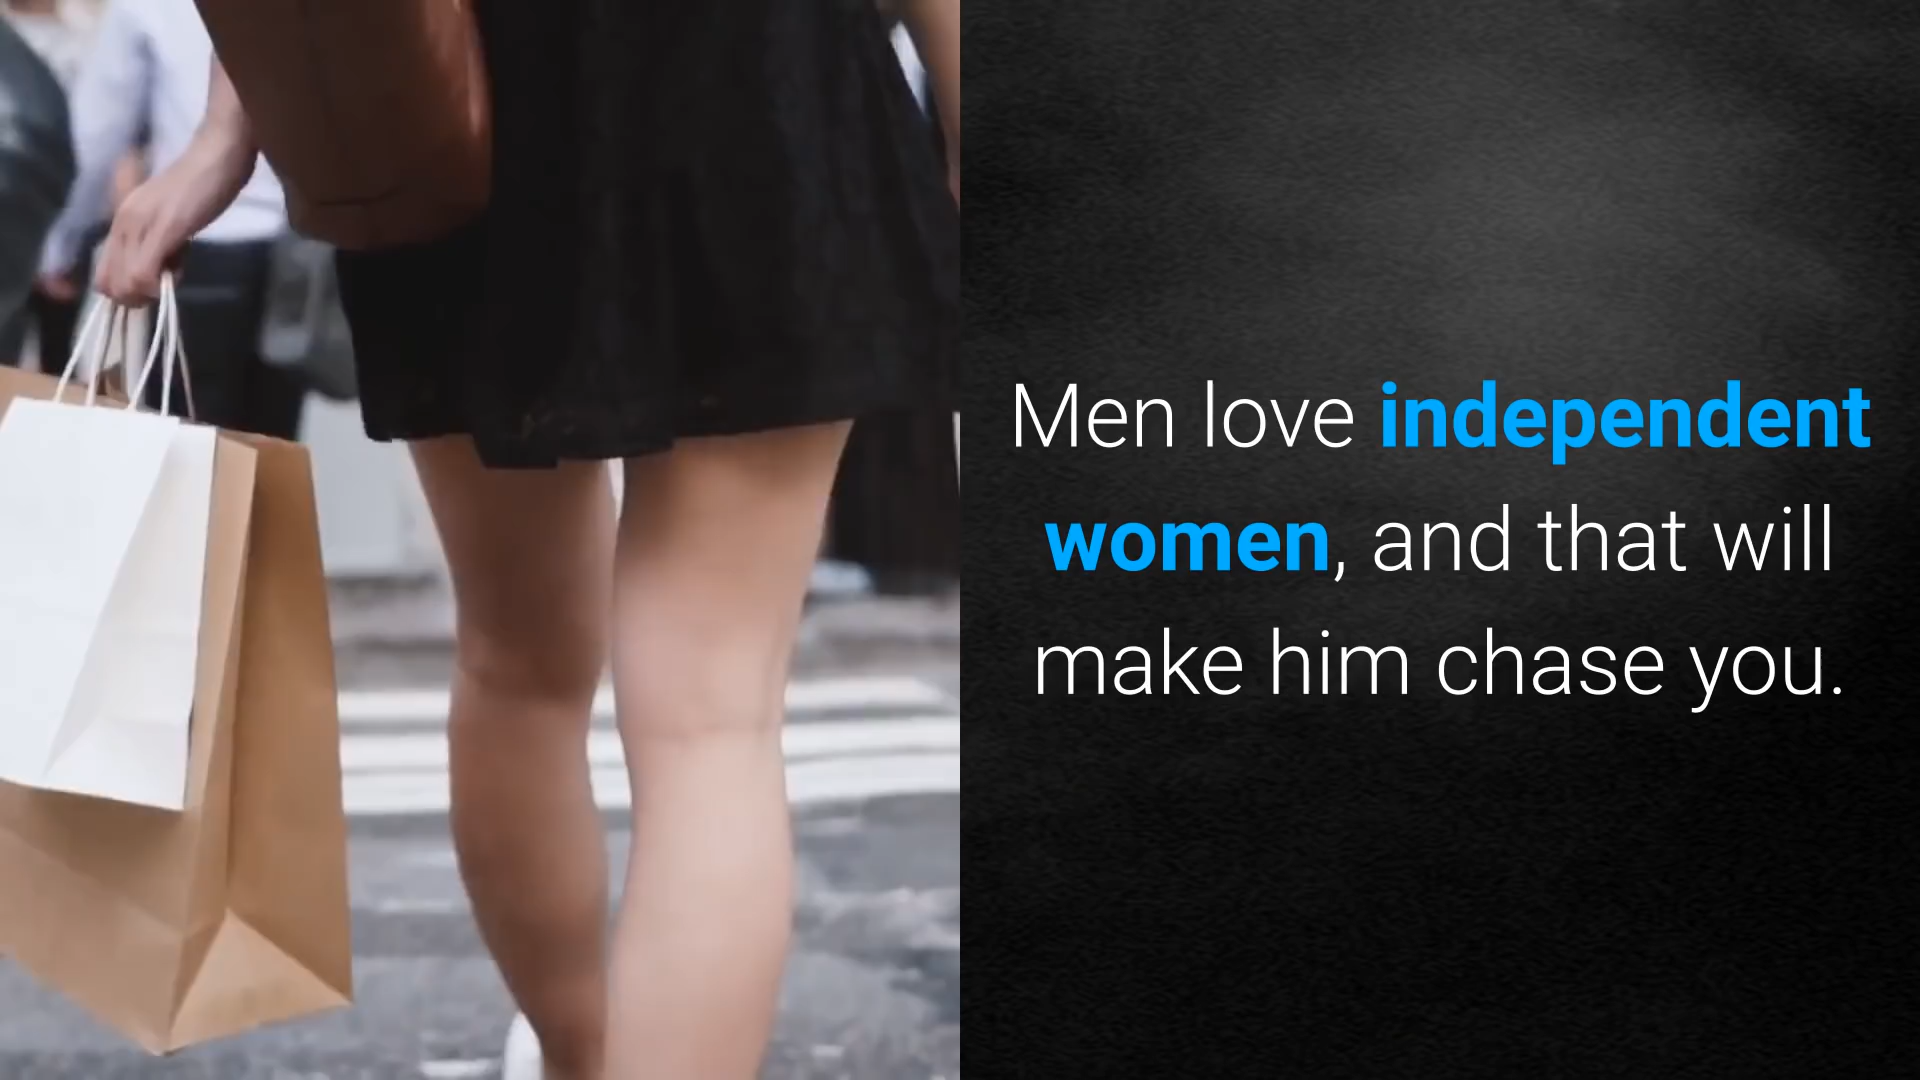 Men love independent
women, and that will
make him chase you.